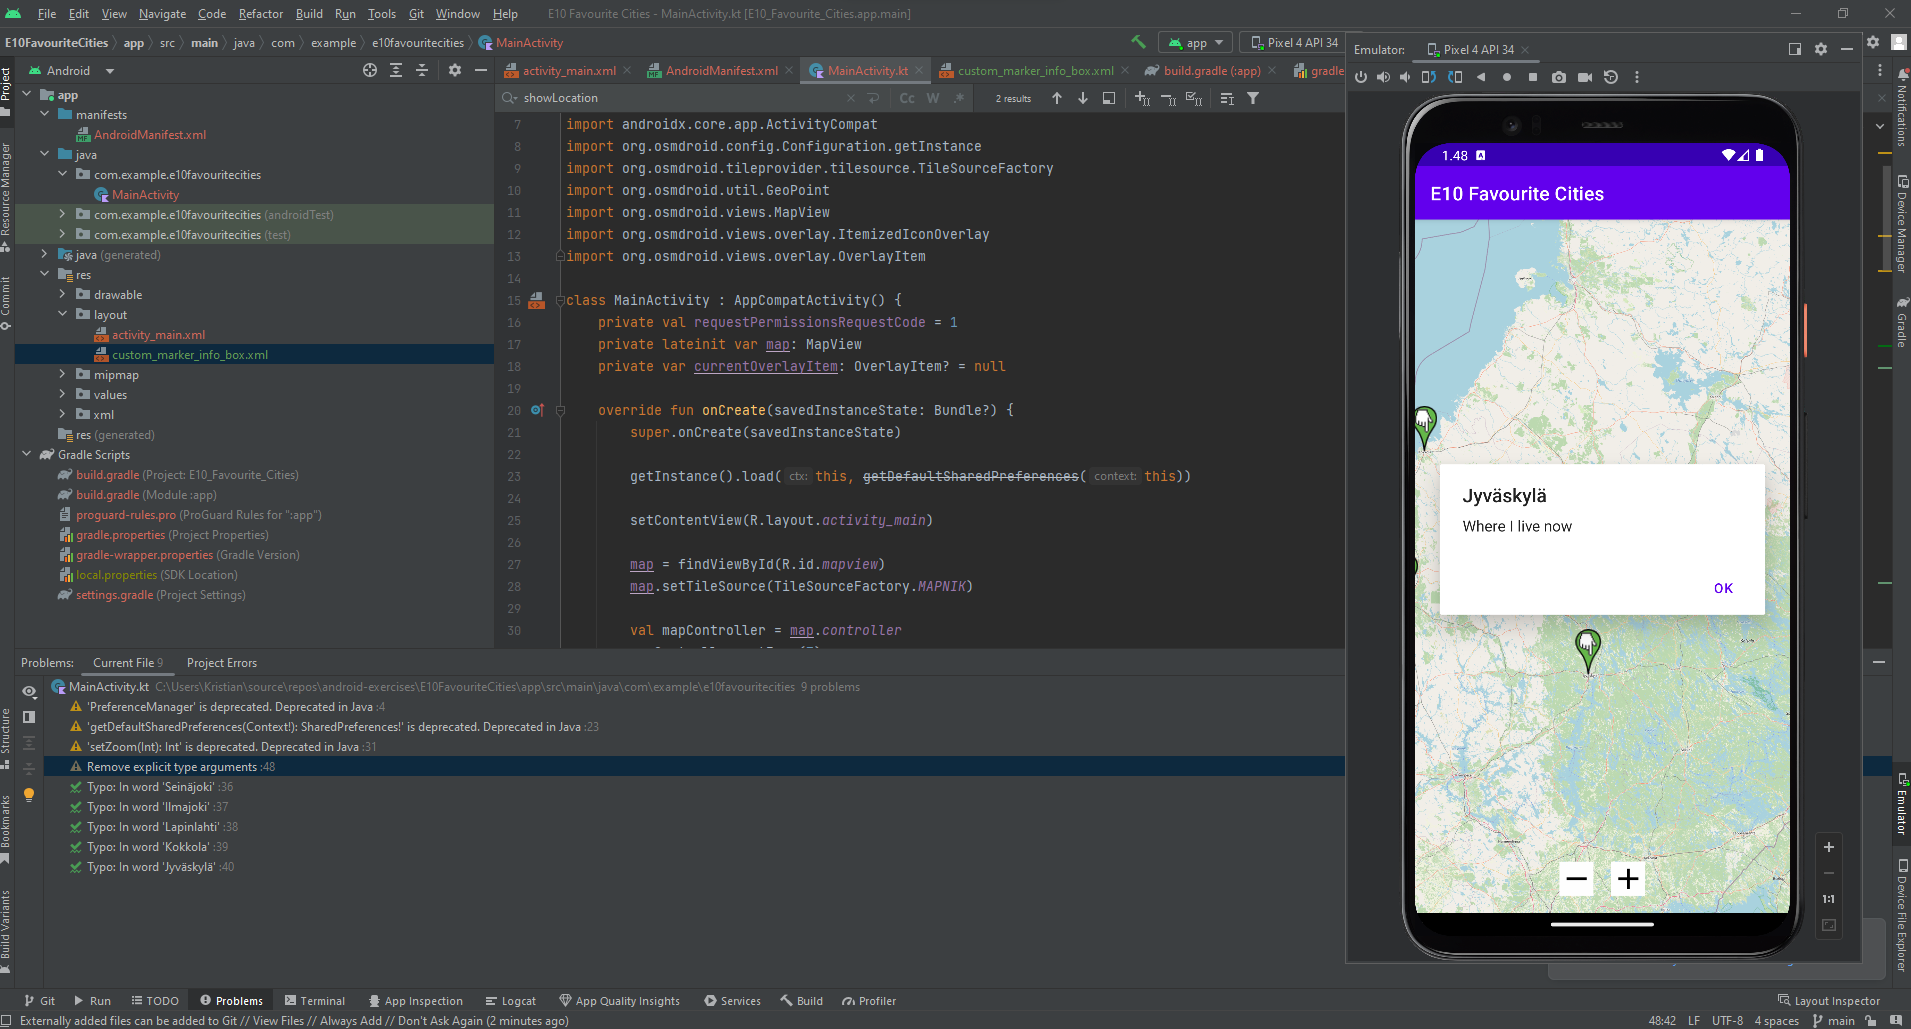 File Edit View Navigate Code Refactor Build Run Tools Git Window Help E10 Favourite Cities - MainActivity.kt [E10_Favourite_Cities.app.main]
E10FavouriteCities app src main java com example e10favouritecities MainActivity app Pixel 4 API 34
Emulator: Pixel 4 API 34
Android
activity_main.xml AndroidManifest.xml MainActivity.kt custom_marker_info_box.xml build.gradle (:app) gradle
showLocation Cc W .* 2 results
Project
Resource Manager
Commit
Structure
Bookmarks
Build Variants
app
manifests
AndroidManifest.xml
java
com.example.e10favouritecities
MainActivity
com.example.e10favouritecities (androidTest)
com.example.e10favouritecities (test)
java (generated)
res
drawable
layout
activity_main.xml
custom_marker_info_box.xml
mipmap
values
xml
res (generated)
Gradle Scripts
build.gradle (Project: E10_Favourite_Cities)
build.gradle (Module :app)
proguard-rules.pro (ProGuard Rules for ":app")
gradle.properties (Project Properties)
gradle-wrapper.properties (Gradle Version)
local.properties (SDK Location)
settings.gradle (Project Settings)
7 import androidx.core.app.ActivityCompat
8 import org.osmdroid.config.Configuration.getInstance
9 import org.osmdroid.tileprovider.tilesource.TileSourceFactory
10 import org.osmdroid.util.GeoPoint
11 import org.osmdroid.views.MapView
12 import org.osmdroid.views.overlay.ItemizedIconOverlay
13 import org.osmdroid.views.overlay.OverlayItem
14
15 class MainActivity : AppCompatActivity() {
16 private val requestPermissionsRequestCode = 1
17 private lateinit var map: MapView
18 private var currentOverlayItem: OverlayItem? = null
19
20 override fun onCreate(savedInstanceState: Bundle?) {
21 super.onCreate(savedInstanceState)
22
23 getInstance().load( ctx: this, getDefaultSharedPreferences( context: this))
24
25 setContentView(R.layout.activity_main)
26
27 map = findViewById(R.id.mapview)
28 map.setTileSource(TileSourceFactory.MAPNIK)
29
30 val mapController = map.controller
1.48
E10 Favourite Cities
Jyväskylä
Where I live now
OK
1:1
Notifications
Device Manager
Gradle
Emulator
Device File Explorer
Problems: Current File 9 Project Errors
MainActivity.kt C:\Users\Kristian\source\repos\android-exercises\E10FavouriteCities\app\src\main\java\com\example\e10favouritecities 9 problems
'PreferenceManager' is deprecated. Deprecated in Java :4
'getDefaultSharedPreferences(Context!): SharedPreferences!' is deprecated. Deprecated in Java :23
'setZoom(Int): Int' is deprecated. Deprecated in Java :31
Remove explicit type arguments :48
Typo: In word 'Seinäjoki' :36
Typo: In word 'Ilmajoki' :37
Typo: In word 'Lapinlahti' :38
Typo: In word 'Kokkola' :39
Typo: In word 'Jyväskylä' :40
Git Run TODO Problems Terminal App Inspection Logcat App Quality Insights Services Build Profiler Layout Inspector
Externally added files can be added to Git // View Files // Always Add // Don't Ask Again (2 minutes ago) 48:42 LF UTF-8 4 spaces main